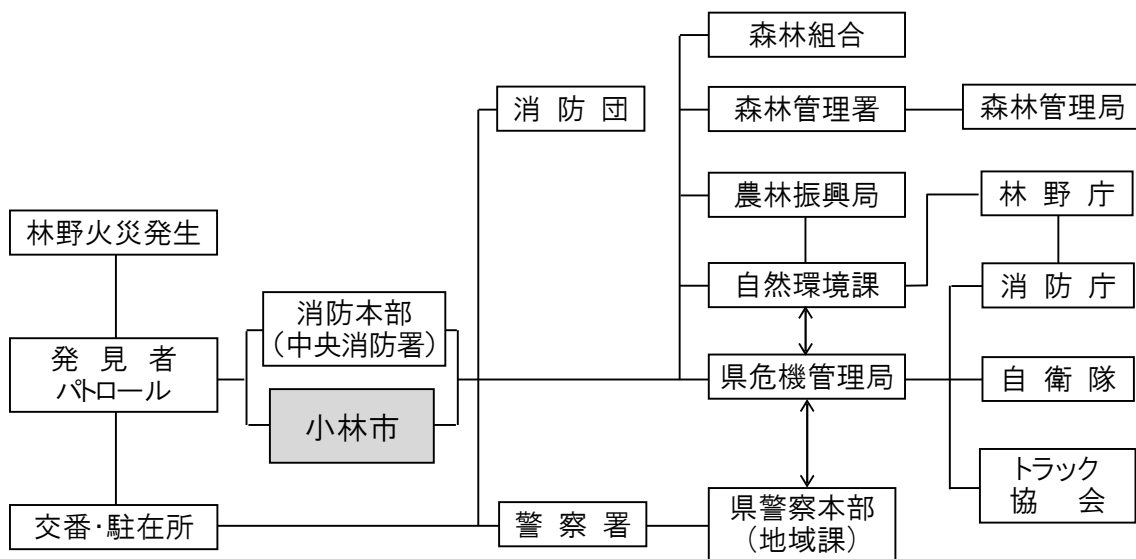 森林組合
消防団
森林管理署
森林管理局
農林振興局
林野庁
林野火災発生
自然環境課
消防庁
消防本部
（中央消防署）
発見者
パトロール
県危機管理局
自衛隊
小林市
トラック
協会
交番・駐在所
警察署
県警察本部
（地域課）